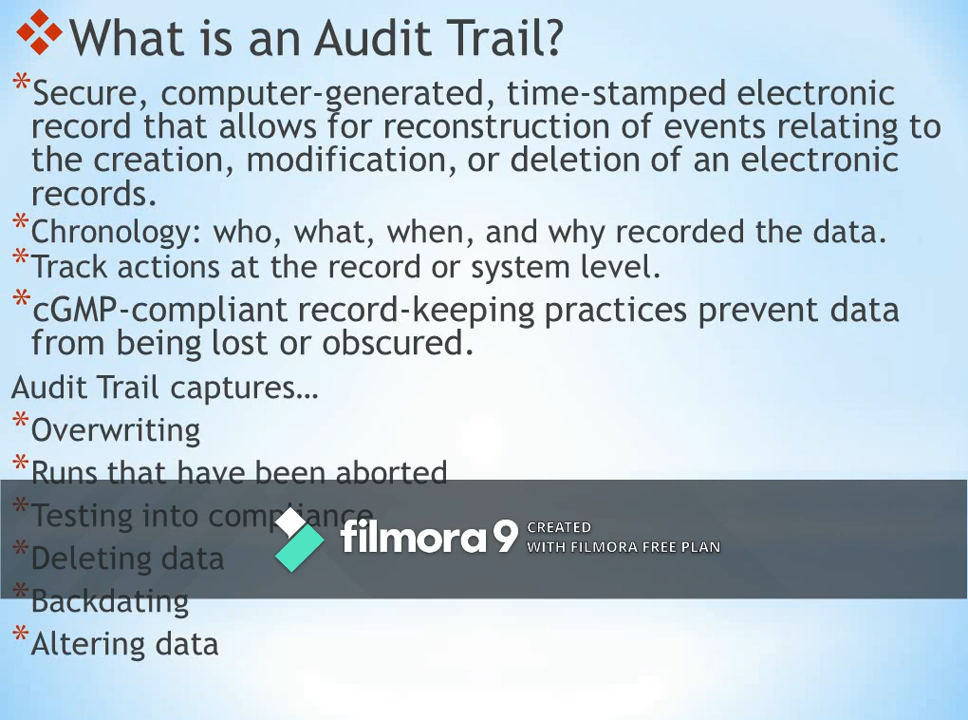 What is an Audit Trail?
*Secure, computer-generated, time-stamped electronic
record that allows for reconstruction of events relating to
the creation, modification, or deletion of an electronic
records.
*Chronology: who, what, when, and why recorded the data.
*Track actions at the record or system level.
*cGMP-compliant record-keeping practices prevent data
from being lost or obscured.
Audit Trail captures…
*Overwriting
*Runs that have been aborted
*Testing into compliance
*Deleting data
*Backdating
*Altering data
filmora 9
CREATED
WITH FILMORA FREE PLAN